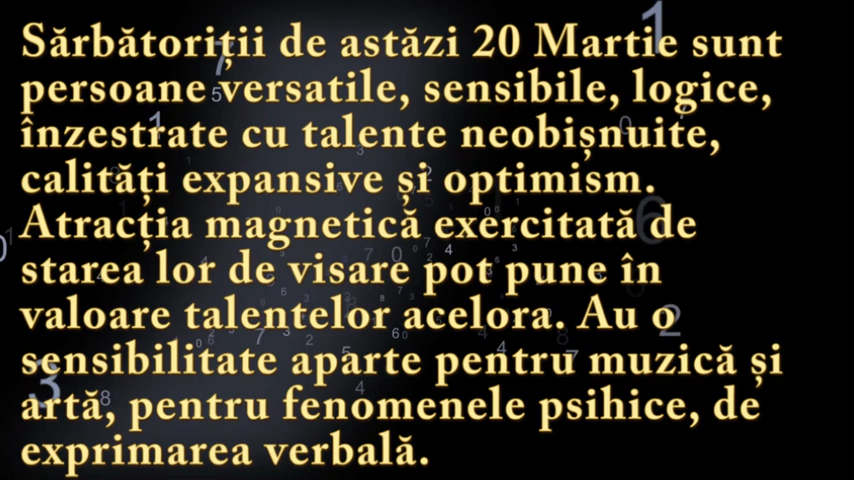 Sărbătoriții de astăzi 20 Martie sunt
persoane versatile, sensibile, logice,
înzestrate cu talente neobișnuite,
calități expansive și optimism.
Atracția magnetică exercitată de
starea lor de visare pot pune în
valoare talentelor acelora. Au o
sensibilitate aparte pentru muzică și
artă, pentru fenomenele psihice, de
exprimarea verbală.